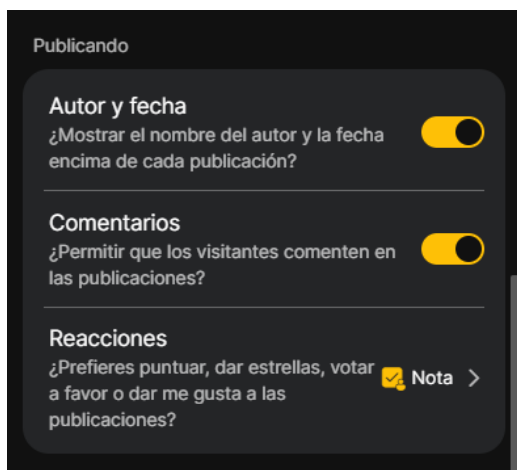 Publicando
Autor y fecha
¿Mostrar el nombre del autor y la fecha
encima de cada publicación?
Comentarios
¿Permitir que los visitantes comenten en
las publicaciones?
Reacciones
¿Prefieres puntuar, dar estrellas, votar
a favor o dar me gusta a las
publicaciones?
Nota